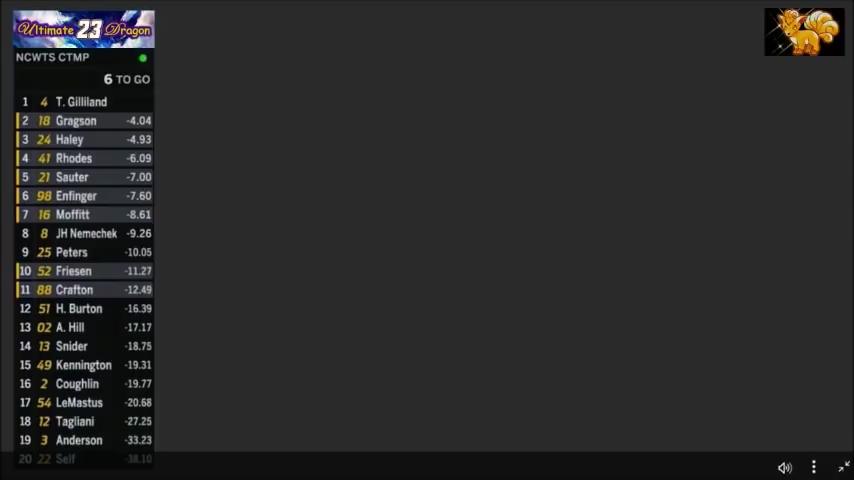 Ultimate 23 Dragon
NCWTS CTMP
6 TO GO
1 4 T. Gilliland
2 18 Gragson -4.04
3 24 Haley -4.93
4 41 Rhodes -6.09
5 21 Sauter -7.00
6 98 Enfinger -7.60
7 16 Moffitt -8.61
8 8 JH Nemechek -9.26
9 25 Peters -10.05
10 52 Friesen -11.27
11 88 Crafton -12.49
12 51 H. Burton -16.39
13 02 A. Hill -17.17
14 13 Snider -18.75
15 49 Kennington -19.31
16 2 Coughlin -19.77
17 54 LeMastus -20.68
18 12 Tagliani -27.25
19 3 Anderson -33.23
20 22 Self -38.10